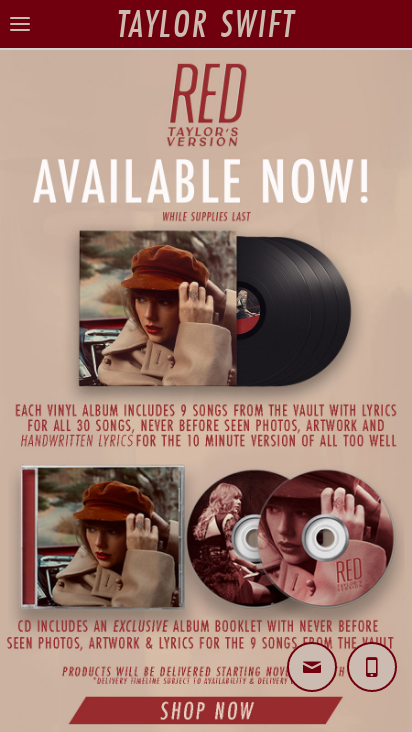 TAYLOR SWIFT
RED
TAYLOR'S
VERSION
AVAILABLE NOW!
WHILE SUPPLIES LAST
EACH VINYL ALBUM INCLUDES 9 SONGS FROM THE VAULT WITH LYRICS
FOR ALL 30 SONGS, NEVER BEFORE SEEN PHOTOS, ARTWORK AND
HANDWRITTEN LYRICS FOR THE 10 MINUTE VERSION OF ALL TOO WELL
RED
CD INCLUDES AN EXCLUSIVE ALBUM BOOKLET WITH NEVER BEFORE
SEEN PHOTOS, ARTWORK & LYRICS FOR THE 9 SONGS FROM THE VAULT
PRODUCTS WILL BE DELIVERED STARTING
*DELIVERY TIMELINE SUBJECT TO AVAILABILITY & DELIVERY
SHOP NOW